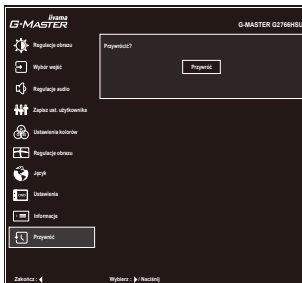 iiyama
G-MASTER
G-MASTER G2766HSU
Regulacje obrazu
Przywrócić?
Wybór wejść
Przywróć
Regulacje audio
Zapisz ust. użytkownika
Ustawienia kolorów
Regulacje obrazu
Język
OSD
Ustawienia
Informacje
Przywróć
Zakończ :
Wybierz : / Naciśnij